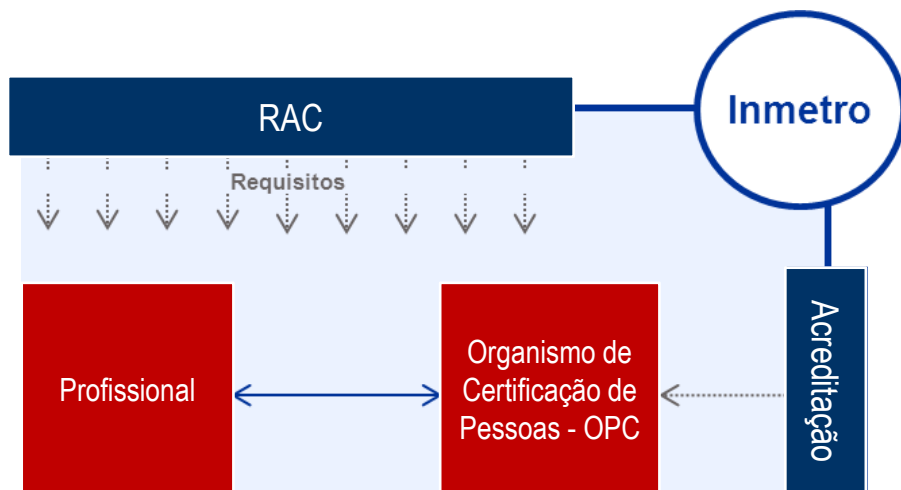 RAC
Inmetro
Requisitos
Profissional
Organismo de
Certificação de
Pessoas - OPC
Acreditação